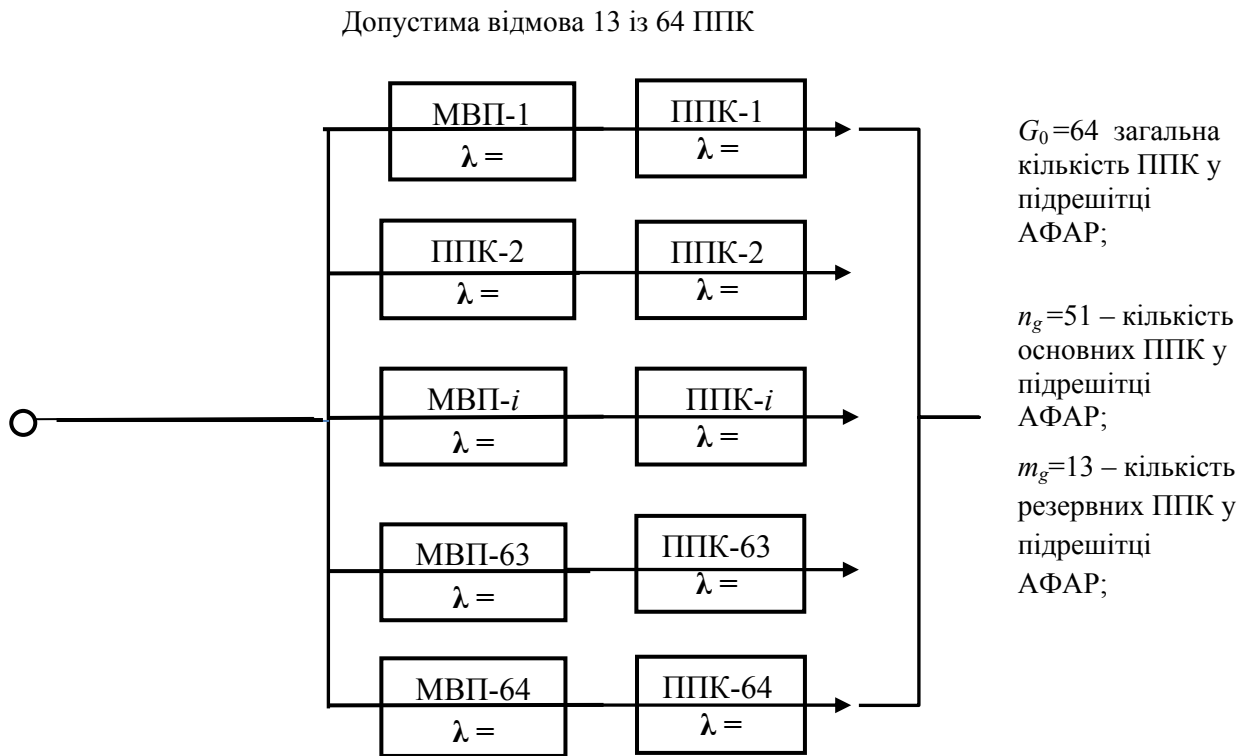 Допустима відмова 13 із 64 ППК
МВП-1
λ =
ППК-1
λ =
ППК-2
λ =
ППК-2
λ =
МВП-i
λ =
ППК-i
λ =
МВП-63
λ =
ППК-63
λ =
МВП-64
λ =
ППК-64
λ =
G₀=64 загальна
кількість ППК у
підрешітці
АФАР;
n_g=51 – кількість
основних ППК у
підрешітці
АФАР;
m_g=13 – кількість
резервних ППК у
підрешітці
АФАР;